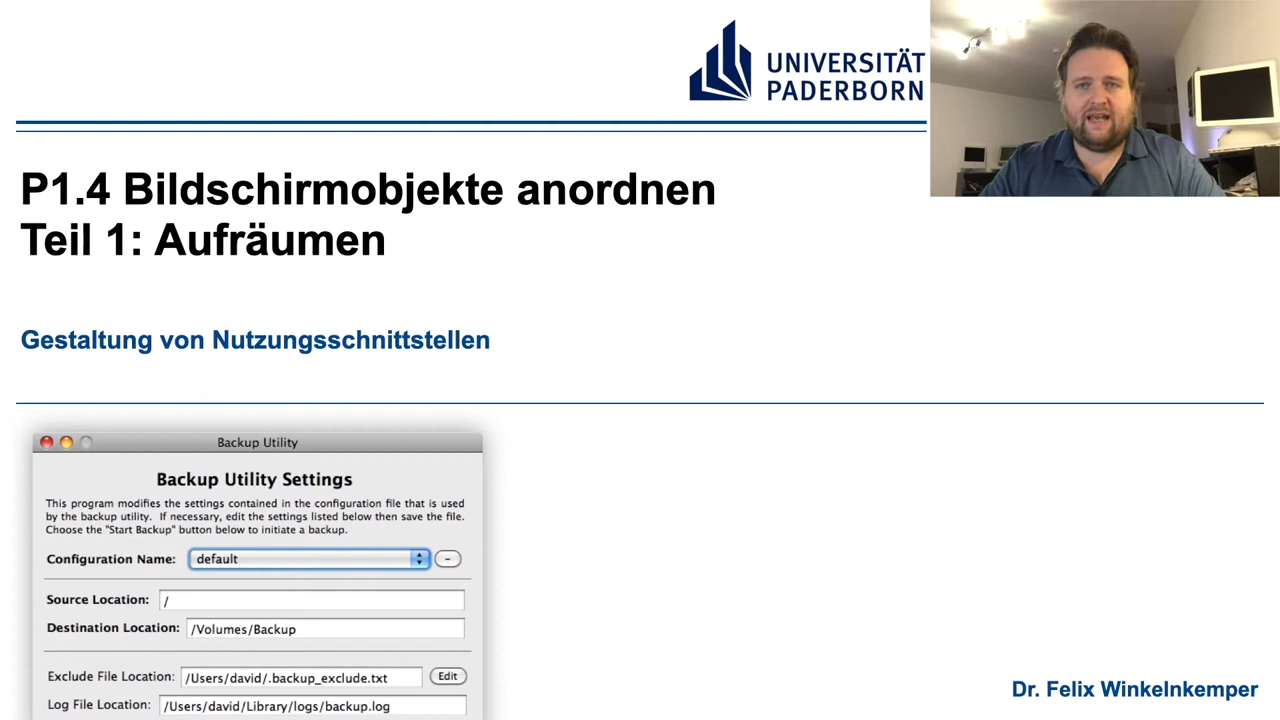 UNIVERSITÄT
PADERBORN
P1.4 Bildschirmobjekte anordnen
Teil 1: Aufräumen
Gestaltung von Nutzungsschnittstellen
Backup Utility
Backup Utility Settings
This program modifies the settings contained in the configuration file that is used
by the backup utility. If necessary, edit the settings listed below then save the file.
Choose the "Start Backup" button below to initiate a backup.
Configuration Name: default -
Source Location: /
Destination Location: /Volumes/Backup
Exclude File Location: /Users/david/.backup_exclude.txt Edit
Log File Location: /Users/david/Library/logs/backup.log
Dr. Felix Winkelnkemper